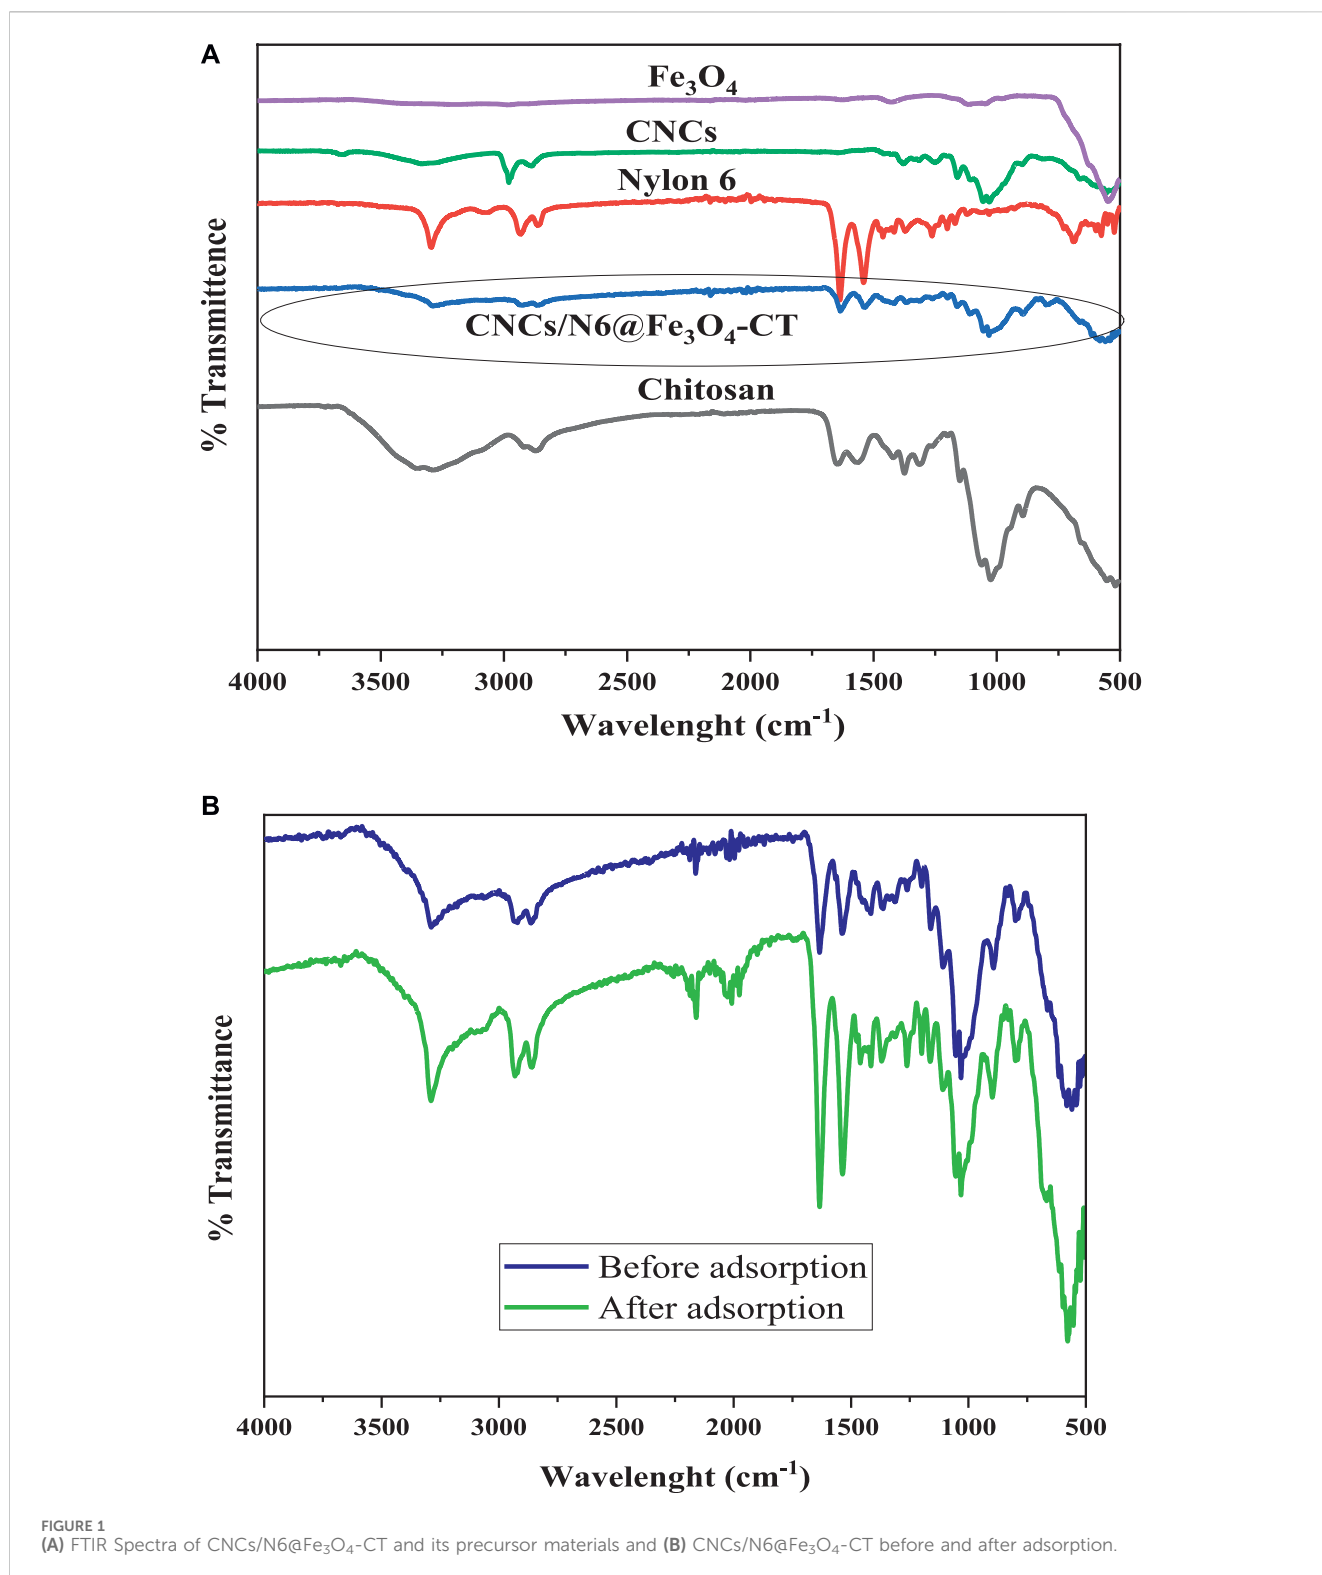 A
Fe₃O₄
CNCs
Nylon 6
CNCs/N6@Fe₃O₄-CT
Chitosan
% Transmittence
4000 3500 3000 2500 2000 1500 1000 500
Wavelenght (cm⁻¹)
B
% Transmittance
Before adsorption
After adsorption
4000 3500 3000 2500 2000 1500 1000 500
Wavelenght (cm⁻¹)
FIGURE 1
(A) FTIR Spectra of CNCs/N6@Fe₃O₄-CT and its precursor materials and (B) CNCs/N6@Fe₃O₄-CT before and after adsorption.